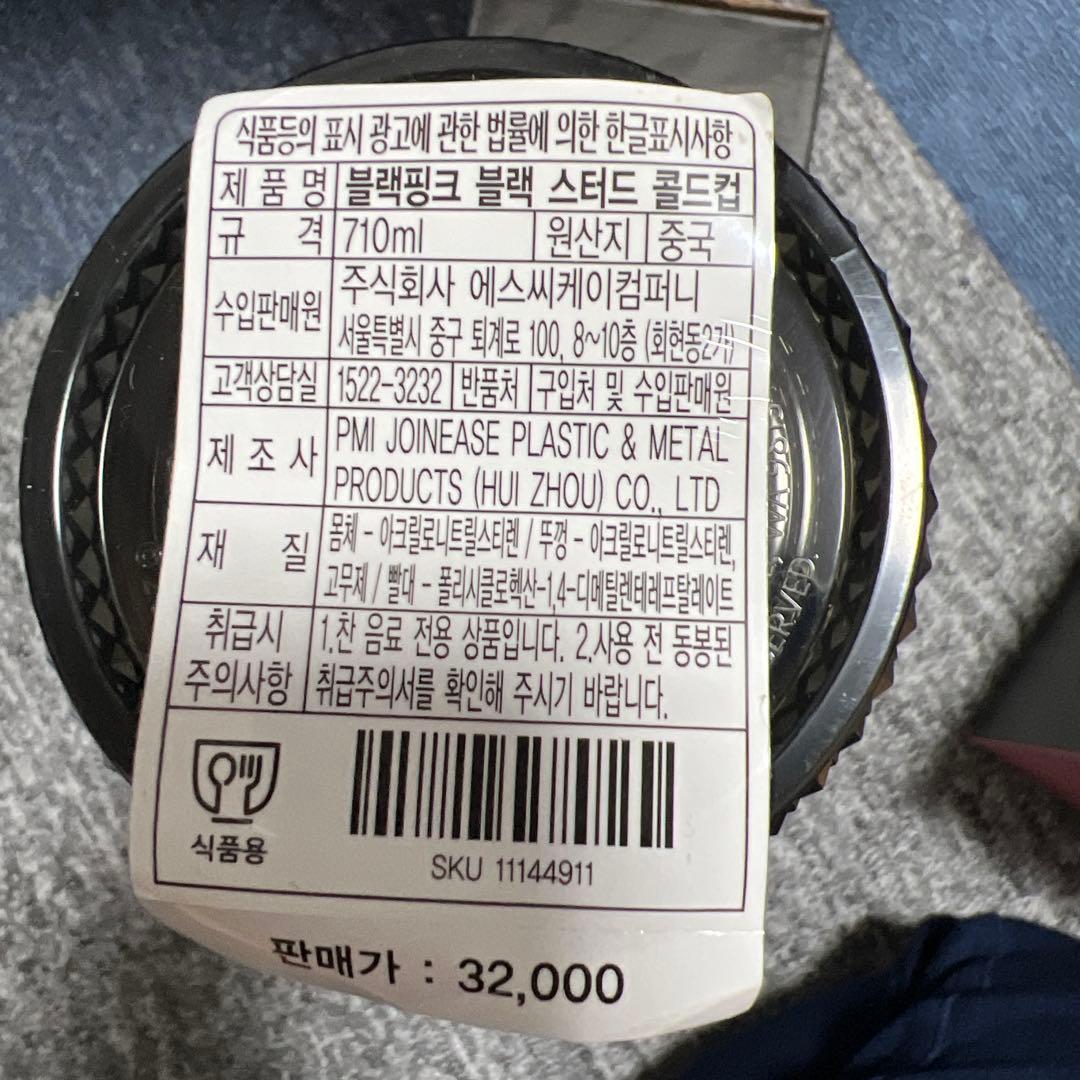 식품등의 표시 광고에 관한 법률에 의한 한글표시사항
제 품 명 블랙핑크 블랙 스터드 콜드컵
규 격 710ml 원산지 중국
수입판매원 주식회사 에스씨케이컴퍼니
서울특별시 중구 퇴계로 100, 8~10층 (회현동2가)
고객상담실 1522-3232 반품처 구입처 및 수입판매원
제 조 사 PMI JOINEASE PLASTIC & METAL
PRODUCTS (HUI ZHOU) CO., LTD
재 질 몸체 - 아크릴로니트릴스티렌 / 뚜껑 - 아크릴로니트릴스티렌,
고무제 / 빨대 - 폴리시클로헥산-1,4-디메틸렌테레프탈레이트
취급시 1.찬 음료 전용 상품입니다. 2.사용 전 동봉된
주의사항 취급주의서를 확인해 주시기 바랍니다.
식품용
SKU 11144911
판매가 : 32,000